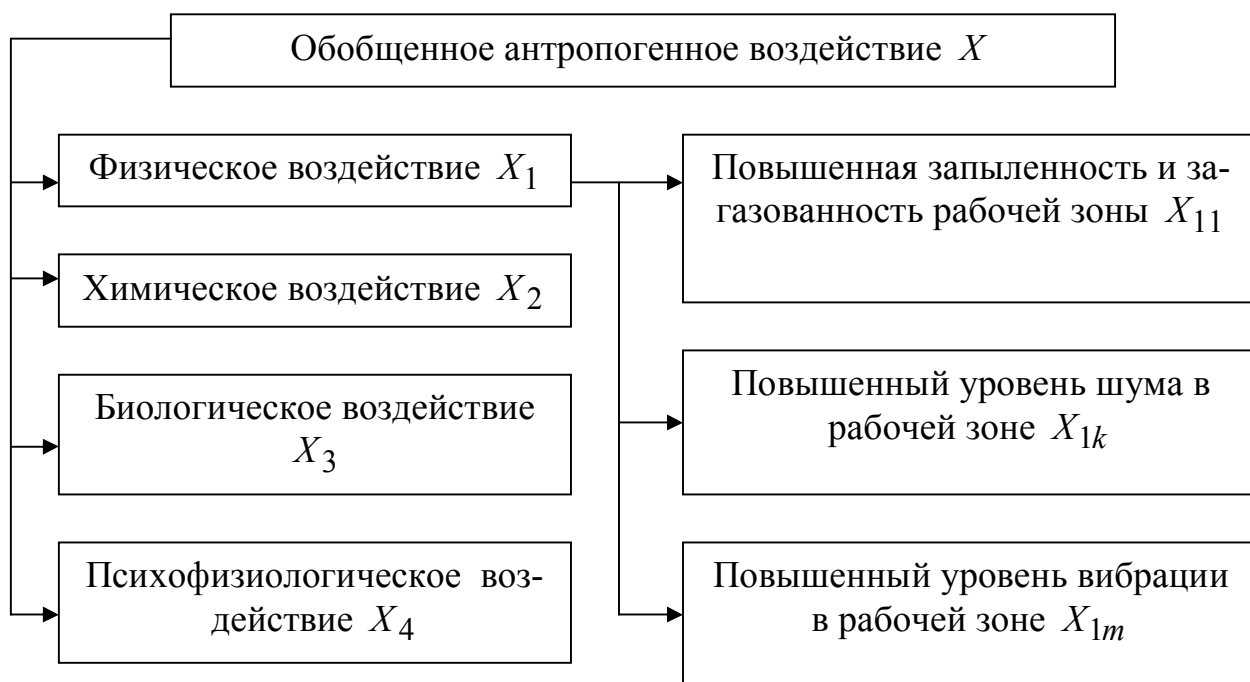 Обобщенное антропогенное воздействие X
Физическое воздействие X₁
Химическое воздействие X₂
Биологическое воздействие
X₃
Психофизиологическое воз-
действие X₄
Повышенная запыленность и за-
газованность рабочей зоны X₁₁
Повышенный уровень шума в
рабочей зоне X₁ₖ
Повышенный уровень вибрации
в рабочей зоне X₁ₘ